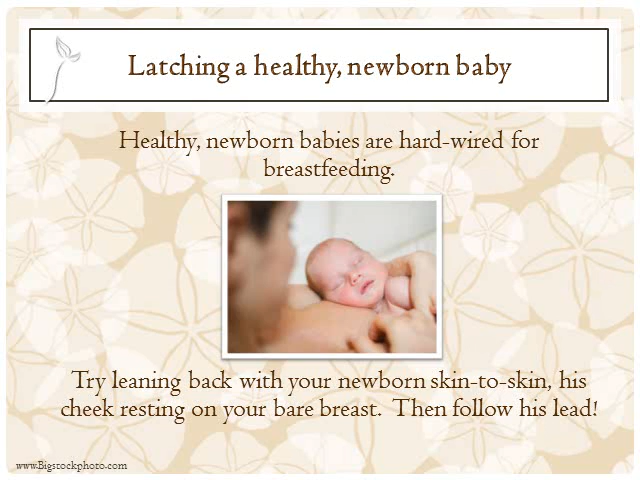 Latching a healthy, newborn baby
Healthy, newborn babies are hard-wired for
breastfeeding.
Try leaning back with your newborn skin-to-skin, his
cheek resting on your bare breast. Then follow his lead!
www.Bigstockphoto.com